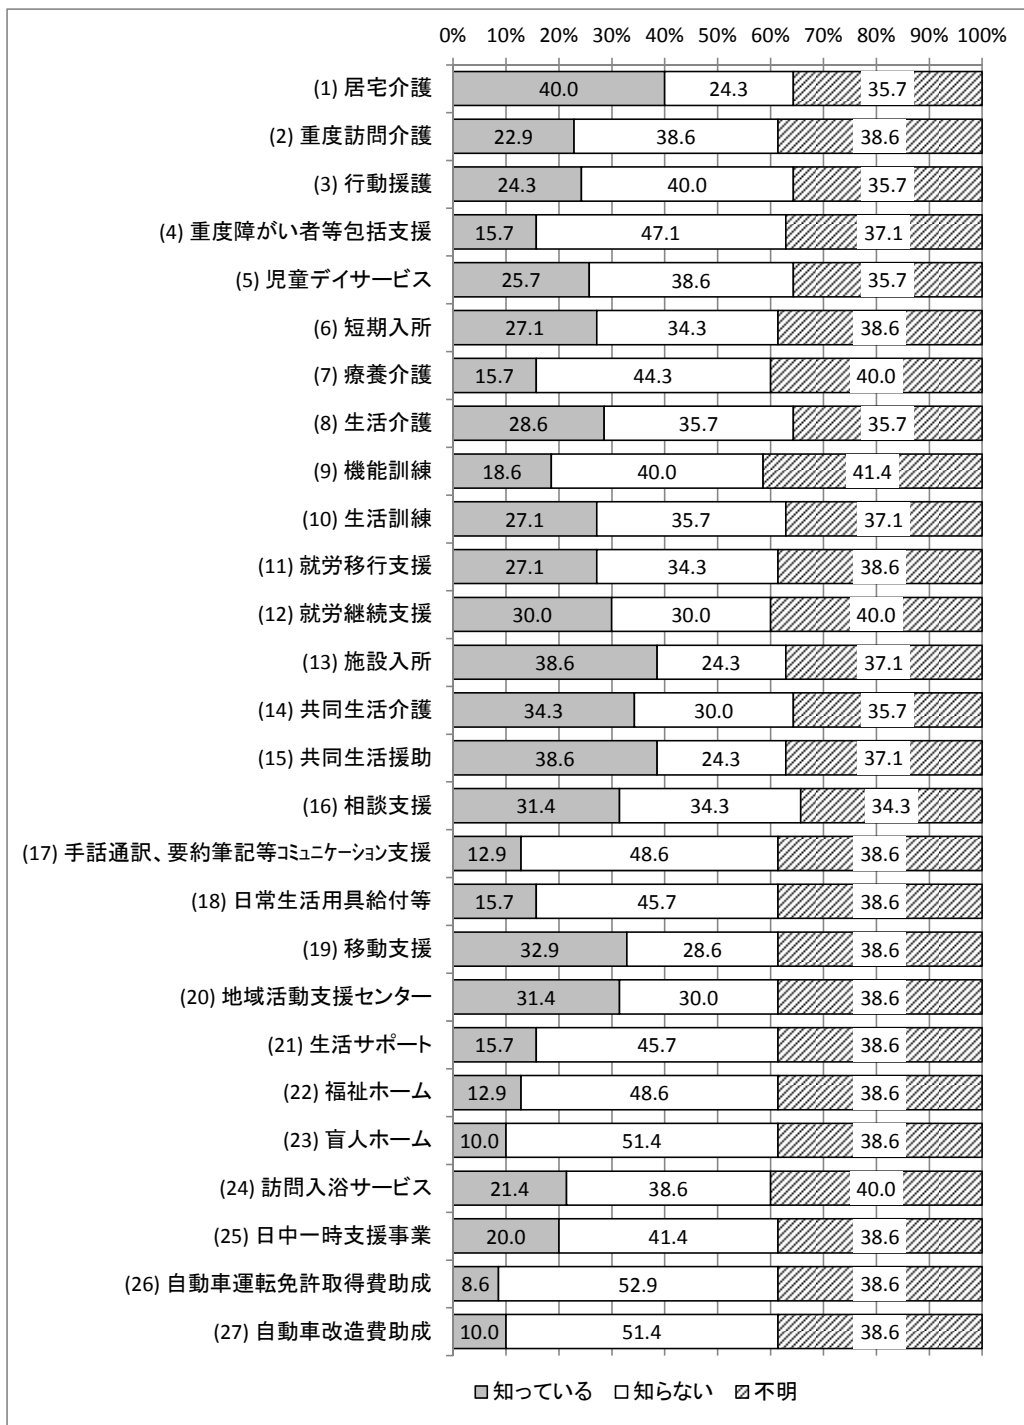 0% 10% 20% 30% 40% 50% 60% 70% 80% 90% 100%
(1) 居宅介護 40.0 24.3 35.7
(2) 重度訪問介護 22.9 38.6 38.6
(3) 行動援護 24.3 40.0 35.7
(4) 重度障がい者等包括支援 15.7 47.1 37.1
(5) 児童デイサービス 25.7 38.6 35.7
(6) 短期入所 27.1 34.3 38.6
(7) 療養介護 15.7 44.3 40.0
(8) 生活介護 28.6 35.7 35.7
(9) 機能訓練 18.6 40.0 41.4
(10) 生活訓練 27.1 35.7 37.1
(11) 就労移行支援 27.1 34.3 38.6
(12) 就労継続支援 30.0 30.0 40.0
(13) 施設入所 38.6 24.3 37.1
(14) 共同生活介護 34.3 30.0 35.7
(15) 共同生活援助 38.6 24.3 37.1
(16) 相談支援 31.4 34.3 34.3
(17) 手話通訳、要約筆記等ｺﾐｭﾆｹｰｼｮﾝ支援 12.9 48.6 38.6
(18) 日常生活用具給付等 15.7 45.7 38.6
(19) 移動支援 32.9 28.6 38.6
(20) 地域活動支援センター 31.4 30.0 38.6
(21) 生活サポート 15.7 45.7 38.6
(22) 福祉ホーム 12.9 48.6 38.6
(23) 盲人ホーム 10.0 51.4 38.6
(24) 訪問入浴サービス 21.4 38.6 40.0
(25) 日中一時支援事業 20.0 41.4 38.6
(26) 自動車運転免許取得費助成 8.6 52.9 38.6
(27) 自動車改造費助成 10.0 51.4 38.6
知っている 知らない 不明